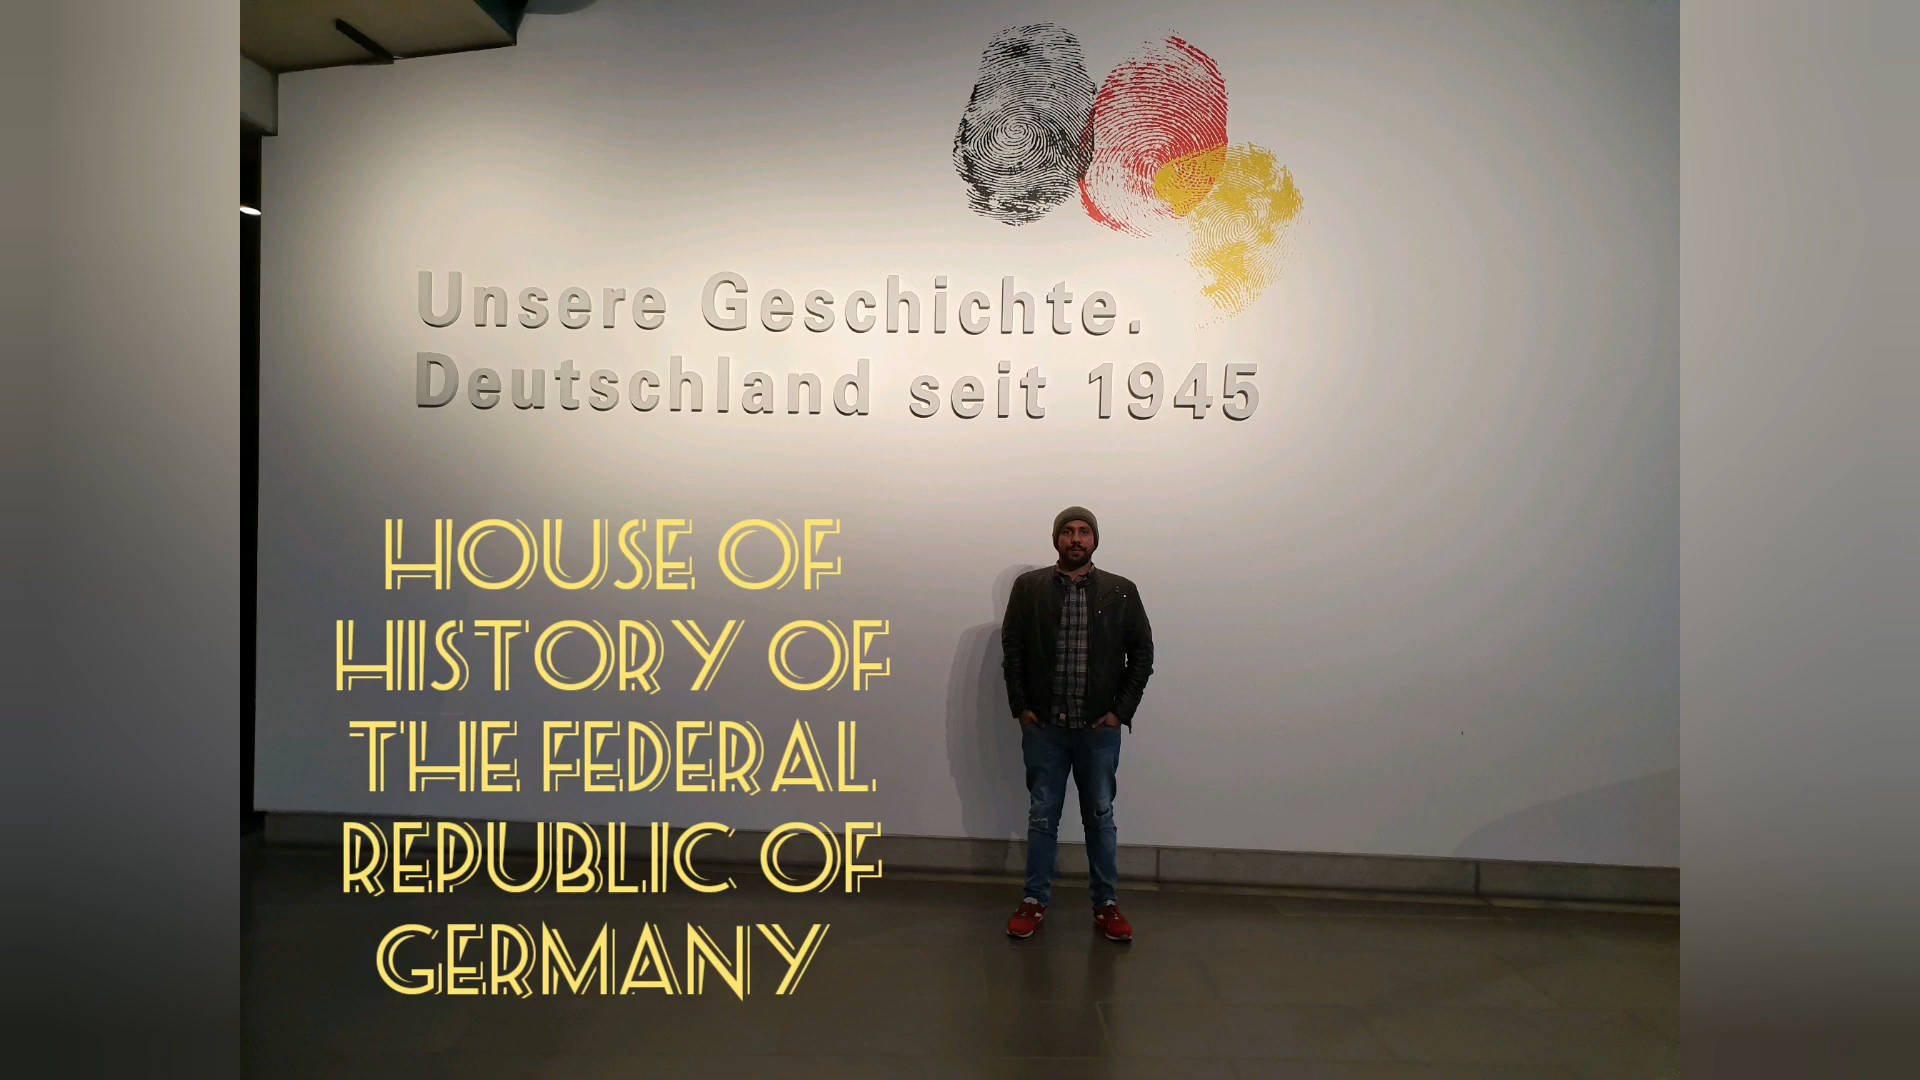 Unsere Geschichte.
Deutschland seit 1945
HOUSE OF
HISTORY OF
THE FEDERAL
REPUBLIC OF
GERMANY